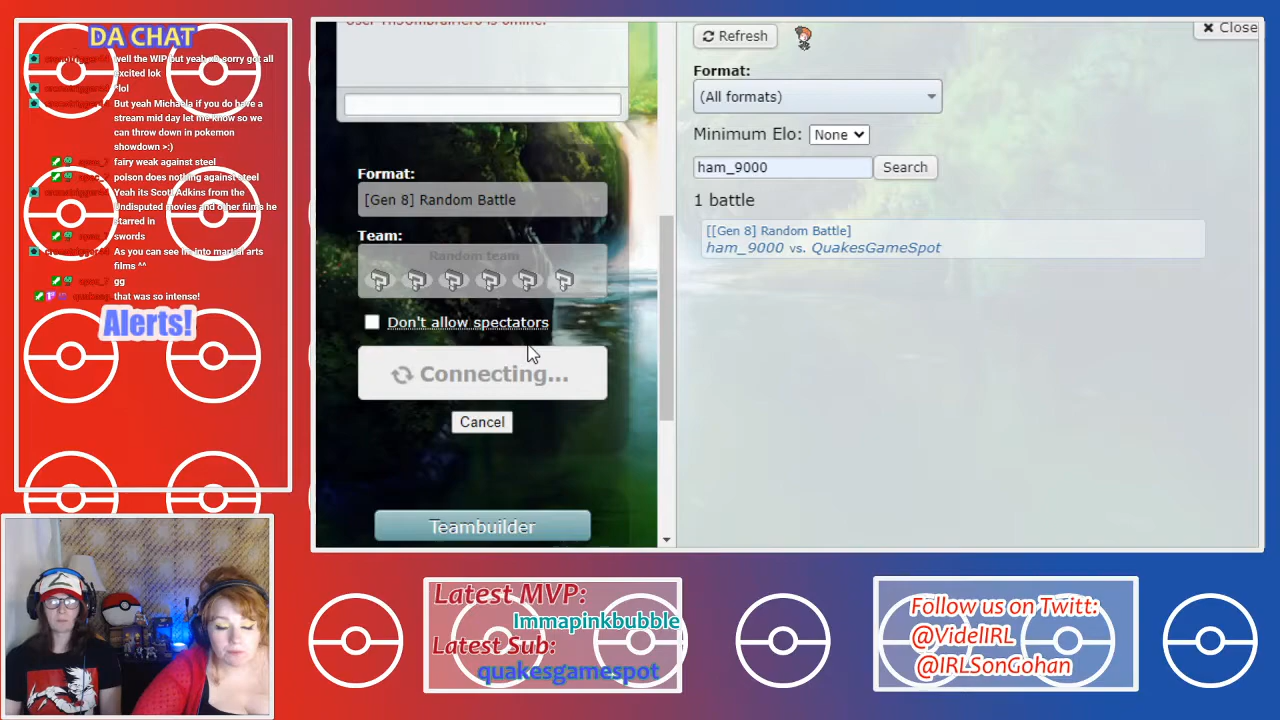 DA CHAT
well the WIP but yeah xD sorry got all
excited lok
*lol
But yeah Michaela if you do have a
stream mid day let me know so we
can throw down in pokemon
showdown >:)
fairy weak against steel
poison does nothing against steel
Yeah its Scott Adkins from the
Undisputed movies and other films he
starred in
swords
As you can see Im into martial arts
films ^^
gg
that was so intense!
Alerts!
is online.
Format:
[Gen 8] Random Battle
Team:
Random team
Don't allow spectators
Connecting...
Cancel
Teambuilder
Close
Refresh
Format:
(All formats)
Minimum Elo: None
ham_9000 Search
1 battle
[[Gen 8] Random Battle]
ham_9000 vs. QuakesGameSpot
Latest MVP:
Immapinkbubble
Latest Sub:
quakesgamespot
Follow us on Twitt:
@VidelIRL
@IRLSonGohan